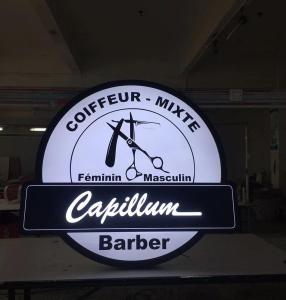 COIFFEUR - MIXTE
Féminin Masculin
Capillum
Barber